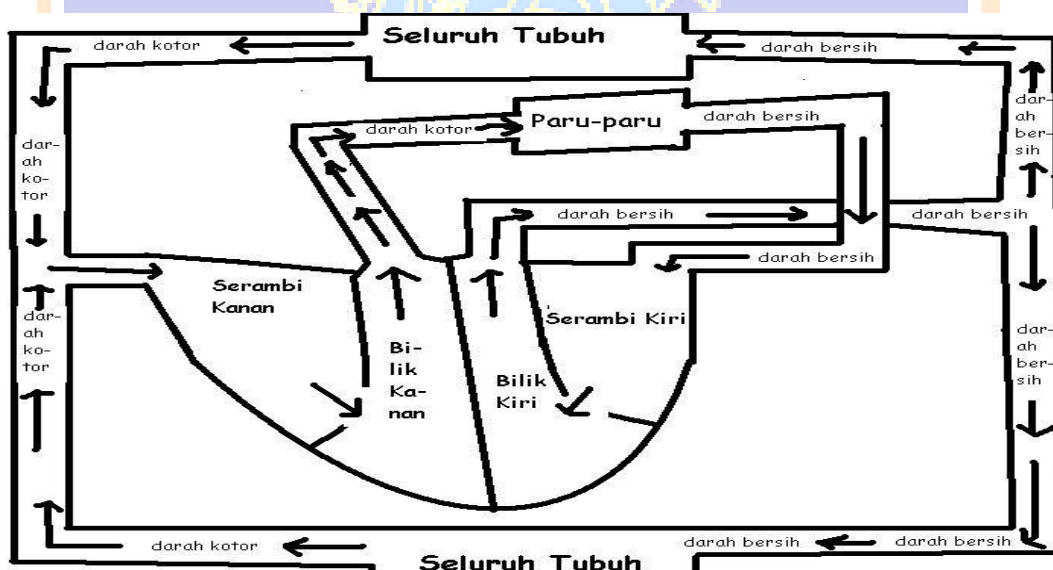 darah kotor
Seluruh Tubuh
darah bersih
dar-
ah
ber-
sih
dar-
ah
ko-
tor
darah kotor
Paru-paru
darah bersih
darah bersih
darah bersih
darah bersih
Serambi
Kanan
Serambi Kiri
Bi-
lik
Ka-
nan
Bilik
Kiri
dar-
ah
ko-
tor
dar-
ah
ber-
sih
darah kotor
Seluruh Tubuh
darah bersih
darah bersih